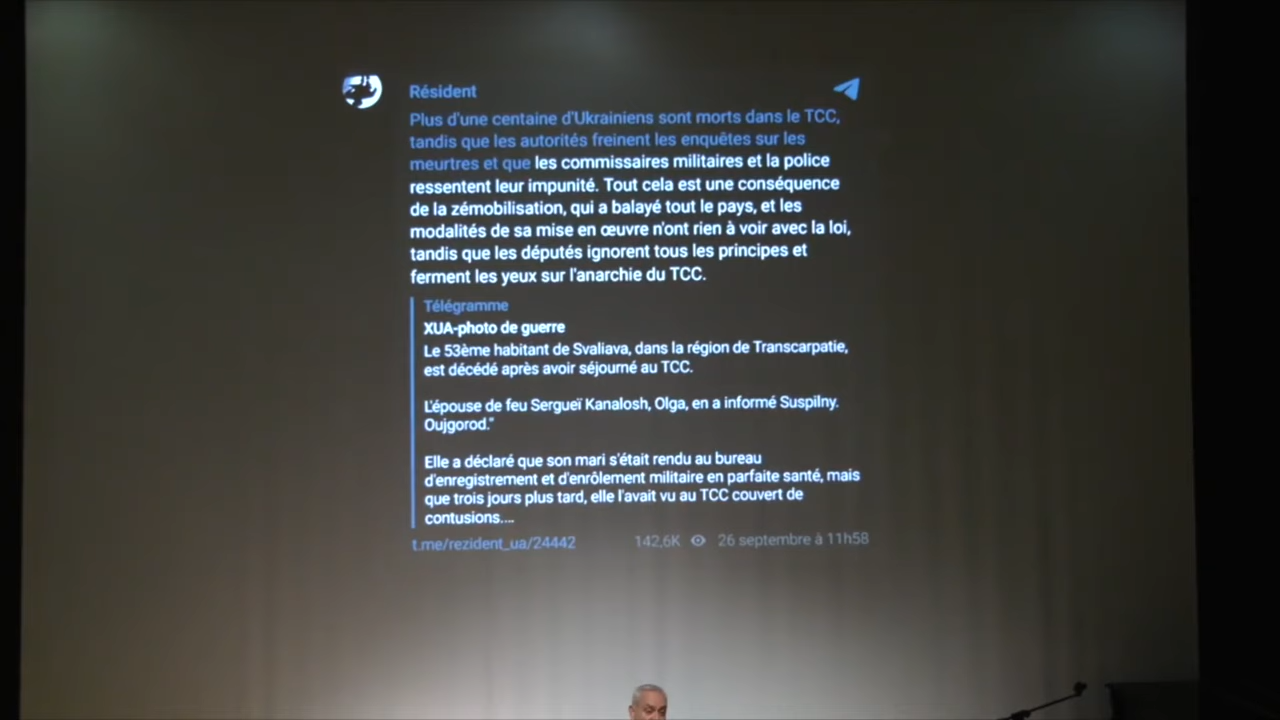 Résident
Plus d'une centaine d'Ukrainiens sont morts dans le TCC,
tandis que les autorités freinent les enquêtes sur les
meurtres et que les commissaires militaires et la police
ressentent leur impunité. Tout cela est une conséquence
de la zémobilisation, qui a balayé tout le pays, et les
modalités de sa mise en œuvre n'ont rien à voir avec la loi,
tandis que les députés ignorent tous les principes et
ferment les yeux sur l'anarchie du TCC.
Télégramme
XUA-photo de guerre
Le 53ème habitant de Svaliava, dans la région de Transcarpatie,
est décédé après avoir séjourné au TCC.
L'épouse de feu Sergueï Kanalosh, Olga, en a informé Suspilny.
Oujgorod."
Elle a déclaré que son mari s'était rendu au bureau
d'enregistrement et d'enrôlement militaire en parfaite santé, mais
que trois jours plus tard, elle l'avait vu au TCC couvert de
contusions....
t.me/rezident_ua/24442 142,6K 26 septembre à 11h58